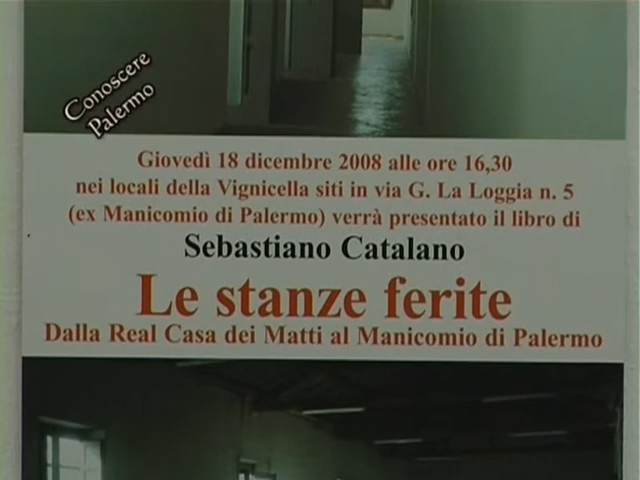 Conoscere
Palermo
Giovedì 18 dicembre 2008 alle ore 16,30
nei locali della Vignicella siti in via G. La Loggia n. 5
(ex Manicomio di Palermo) verrà presentato il libro di
Sebastiano Catalano
Le stanze ferite
Dalla Real Casa dei Matti al Manicomio di Palermo